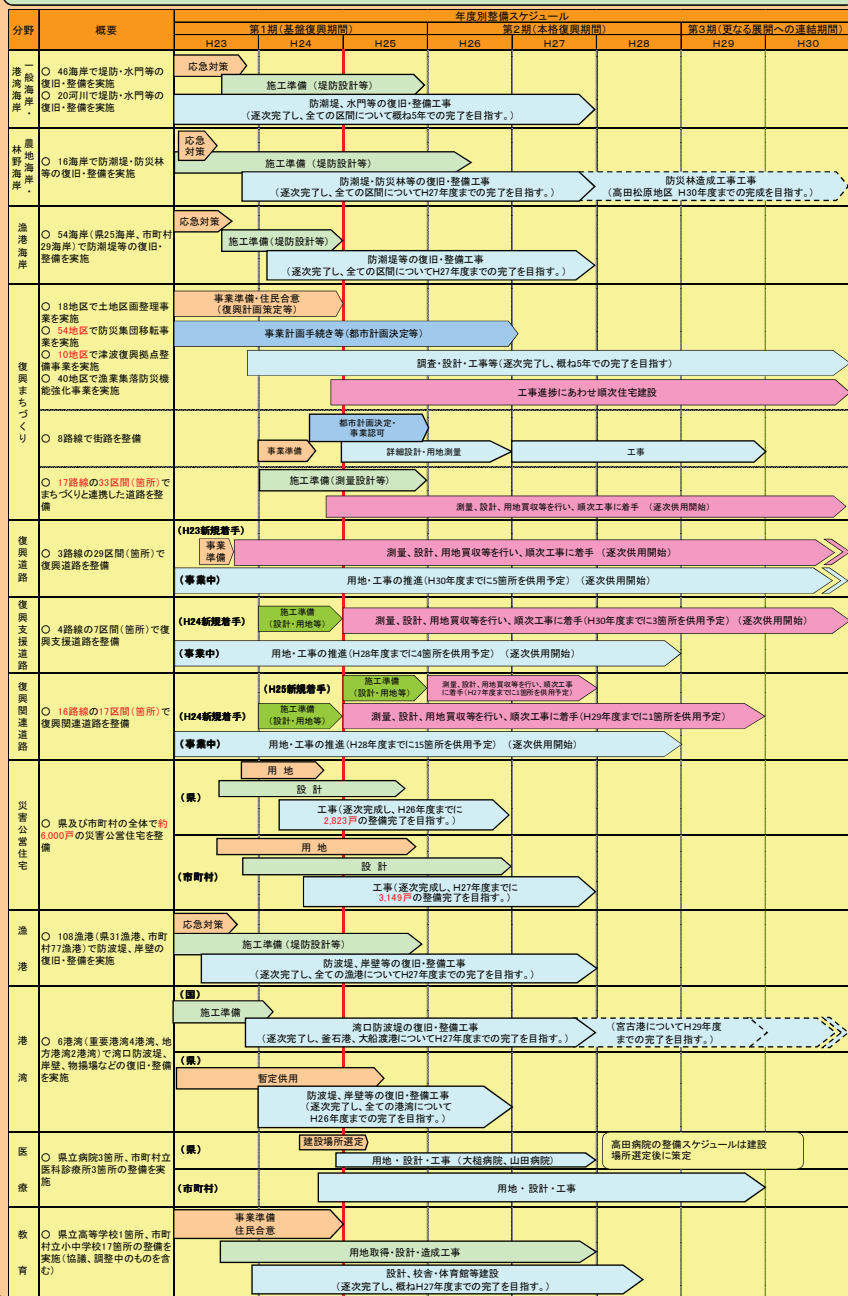 分野
概要
年度別整備スケジュール
第1期(基盤復興期間)
第2期(本格復興期間)
第3期(更なる展開への連結期間)
H23
H24
H25
H26
H27
H28
H29
H30
一般海岸・港湾海岸
○ 46海岸で堤防・水門等の
復旧・整備を実施
○ 20河川で堤防・水門等の
復旧・整備を実施
応急対策
施工準備 (堤防設計等)
防潮堤、水門等の復旧・整備工事
(逐次完了し、全ての区間について概ね5年での完了を目指す。)
農地海岸・林野海岸
○ 16海岸で防潮堤・防災林
等の復旧・整備を実施
応急
対策
施工準備 (堤防設計等)
防潮堤・防災林等の復旧・整備工事
(逐次完了し、全ての区間についてH27年度までの完了を目指す。)
防災林造成工事工事
(高田松原地区 H30年度までの完成を目指す。)
漁港海岸
○ 54海岸(県25海岸、市町村
29海岸)で防潮堤等の復旧・
整備を実施
応急対策
施工準備(堤防設計等)
防潮堤等の復旧・整備工事
(逐次完了し、全ての区間についてH27年度までの完了を目指す。)
復興まちづくり
○ 18地区で土地区画整理事
業を実施
○ 54地区で防災集団移転事
業を実施
○ 10地区で津波復興拠点整
備事業を実施
○ 40地区で漁業集落防災機
能強化事業を実施
事業準備・住民合意
(復興計画策定等)
事業計画手続き等(都市計画決定等)
調査・設計・工事等(逐次完了し、概ね5年での完了を目指す)
工事進捗にあわせ順次住宅建設
○ 8路線で街路を整備
都市計画決定・
事業認可
事業準備
詳細設計・用地測量
工事
○ 17路線の33区間(箇所)で
まちづくりと連携した道路を整
備
施工準備(測量設計等)
測量、設計、用地買収等を行い、順次工事に着手 (逐次供用開始)
復興道路
○ 3路線の29区間(箇所)で
復興道路を整備
(H23新規着手)
事業
準備
測量、設計、用地買収等を行い、順次工事に着手 (逐次供用開始)
(事業中)
用地・工事の推進(H30年度までに5箇所を供用予定) (逐次供用開始)
復興支援道路
○ 4路線の7区間(箇所)で復
興支援道路を整備
(H24新規着手)
施工準備
(設計・用地等)
測量、設計、用地買収等を行い、順次工事に着手(H30年度までに3箇所を供用予定) (逐次供用開始)
(事業中)
用地・工事の推進(H28年度までに4箇所を供用予定) (逐次供用開始)
復興関連道路
○ 16路線の17区間(箇所)で
復興関連道路を整備
(H25新規着手)
施工準備
(設計・用地等)
測量、設計、用地買収等を行い、順次工事
に着手(H27年度までに1箇所を供用予定)
(H24新規着手)
施工準備
(設計・用地等)
測量、設計、用地買収等を行い、順次工事に着手(H29年度までに1箇所を供用予定)
(事業中)
用地・工事の推進(H28年度までに15箇所を供用予定) (逐次供用開始)
災害公営住宅
○ 県及び市町村の全体で約
6,000戸の災害公営住宅を整
備
(県)
用 地
設 計
工事(逐次完成し、H26年度までに
2,823戸の整備完了を目指す。)
(市町村)
用 地
設 計
工事(逐次完成し、H27年度までに
3,149戸の整備完了を目指す。)
漁港
○ 108漁港(県31漁港、市町
村77漁港)で防波堤、岸壁の
復旧・整備を実施
応急対策
施工準備(堤防設計等)
防波堤、岸壁等の復旧・整備工事
(逐次完了し、全ての漁港についてH27年度までの完了を目指す。)
港湾
○ 6港湾(重要港湾4港湾、地
方港湾2港湾)で湾口防波堤、
岸壁、物揚場などの復旧・整備
を実施
(国)
施工準備
湾口防波堤の復旧・整備工事
(逐次完了し、釜石港、大船渡港についてH27年度までの完了を目指す。)
(宮古港についてH29年度
までの完了を目指す。)
(県)
暫定供用
防波堤、岸壁等の復旧・整備工事
(逐次完了し、全ての港湾について
H26年度までの完了を目指す。)
医療
○ 県立病院3箇所、市町村立
医科診療所3箇所の整備を実
施
(県)
建設場所選定
用地・設計・工事 (大槌病院、山田病院)
高田病院の整備スケジュールは建設
場所選定後に策定
(市町村)
用地・設計・工事
教育
○ 県立高等学校1箇所、市町
村立小中学校17箇所の整備を
実施(協議、調整中のものを含
む)
事業準備
住民合意
用地取得・設計・造成工事
設計、校舎・体育館等建設
(逐次完了し、概ねH27年度までの完了を目指す。)